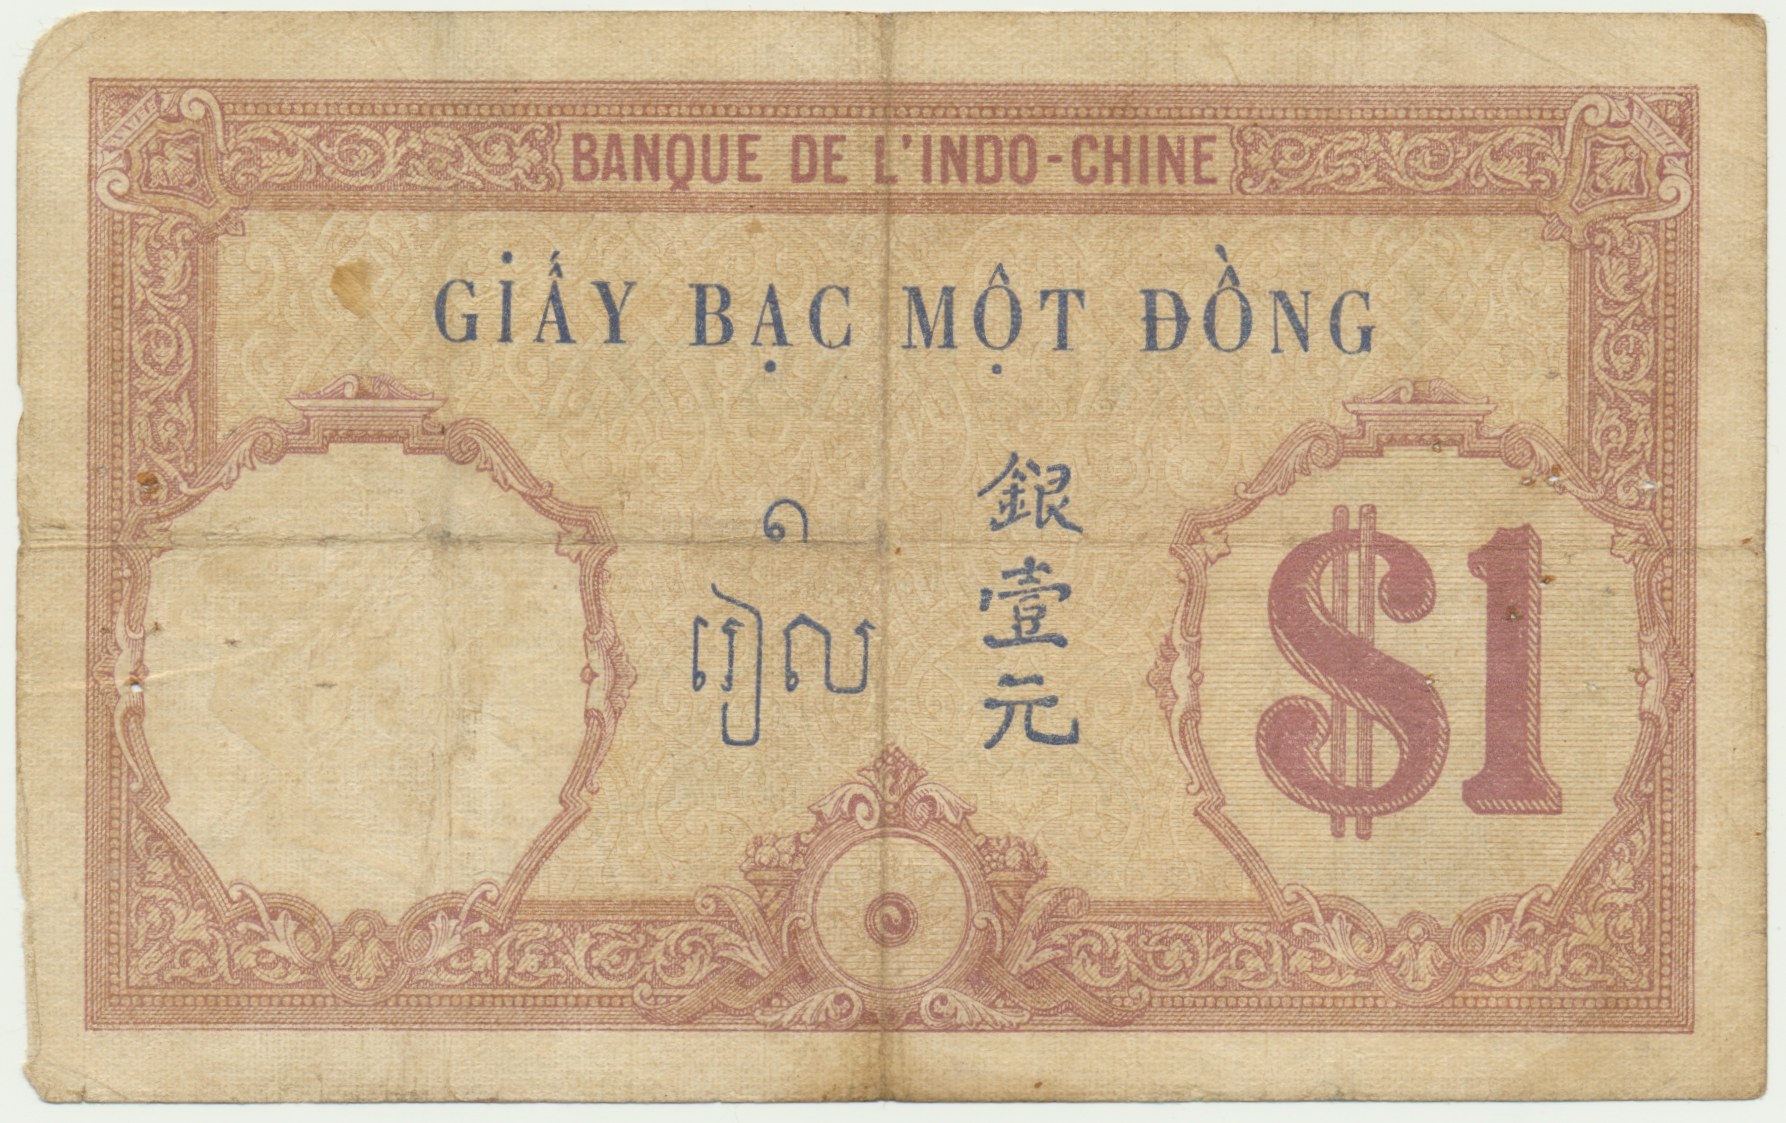 BANQUE DE L'INDO-CHINE
GIẤY BẠC MỘT ĐỒNG
១
រៀល
銀壹元
$1